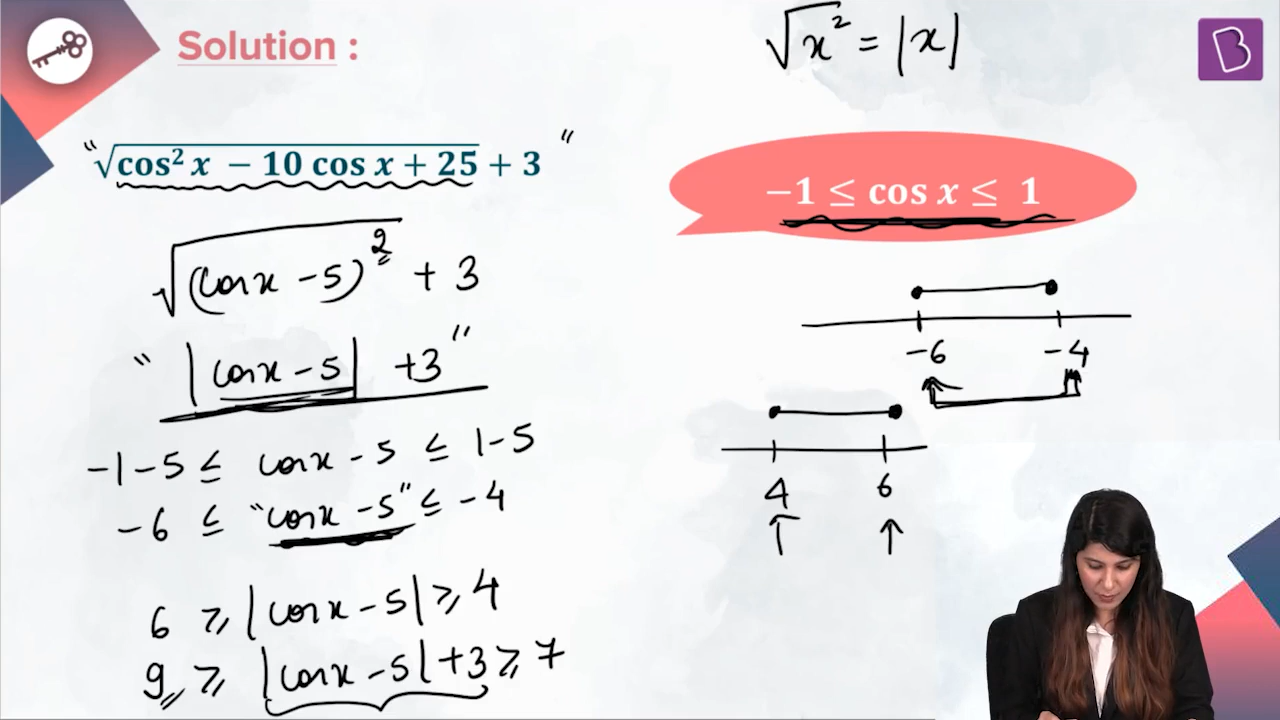 Solution :
√x² = |x|
"√cos² x − 10 cos x + 25 + 3"
−1 ≤ cos x ≤ 1
√(cosx − 5)² + 3
"|cosx − 5| +3"
−1−5 ≤ cosx − 5 ≤ 1−5
−6 ≤ "cosx − 5" ≤ −4
6 ≥ |cosx − 5| ≥ 4
9 ≥ |cosx − 5| +3 ≥ 7
−6 −4
4 6
B